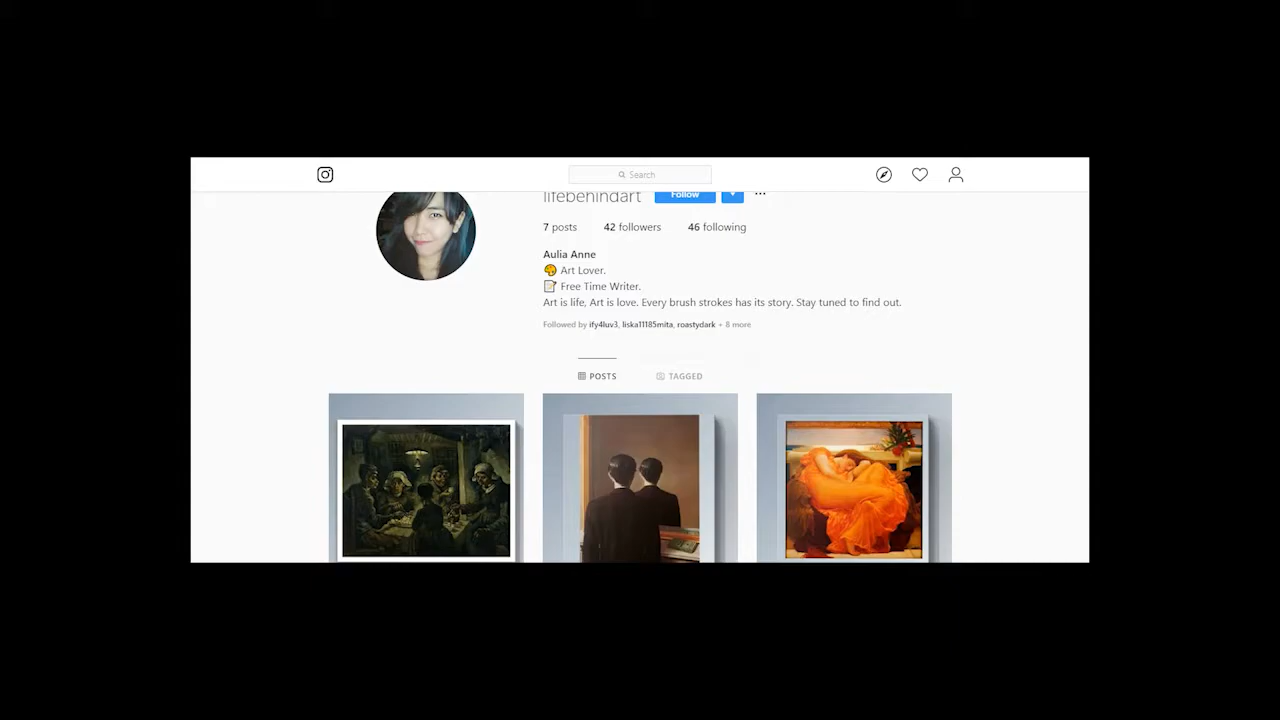 Search
lifebehindart Follow
7 posts 42 followers 46 following
Aulia Anne
Art Lover.
Free Time Writer.
Art is life, Art is love. Every brush strokes has its story. Stay tuned to find out.
Followed by ify4luv3, liska11185mita, roastydark + 8 more
POSTS TAGGED